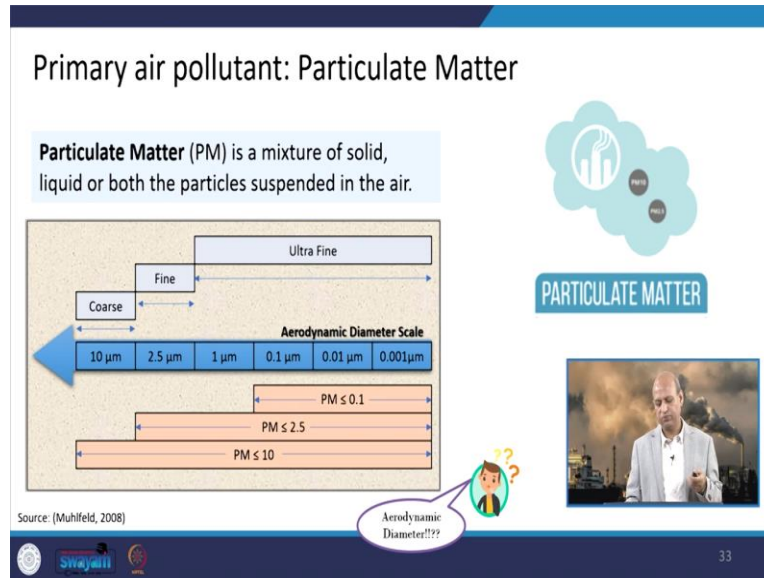 Primary air pollutant: Particulate Matter
Particulate Matter (PM) is a mixture of solid,
liquid or both the particles suspended in the air.
Ultra Fine
Fine
Coarse
Aerodynamic Diameter Scale
10 µm 2.5 µm 1 µm 0.1 µm 0.01 µm 0.001µm
PM ≤ 0.1
PM ≤ 2.5
PM ≤ 10
PM10
PM2.5
PARTICULATE MATTER
???
Aerodynamic
Diameter!!??
Source: (Muhlfeld, 2008)
swayam
33